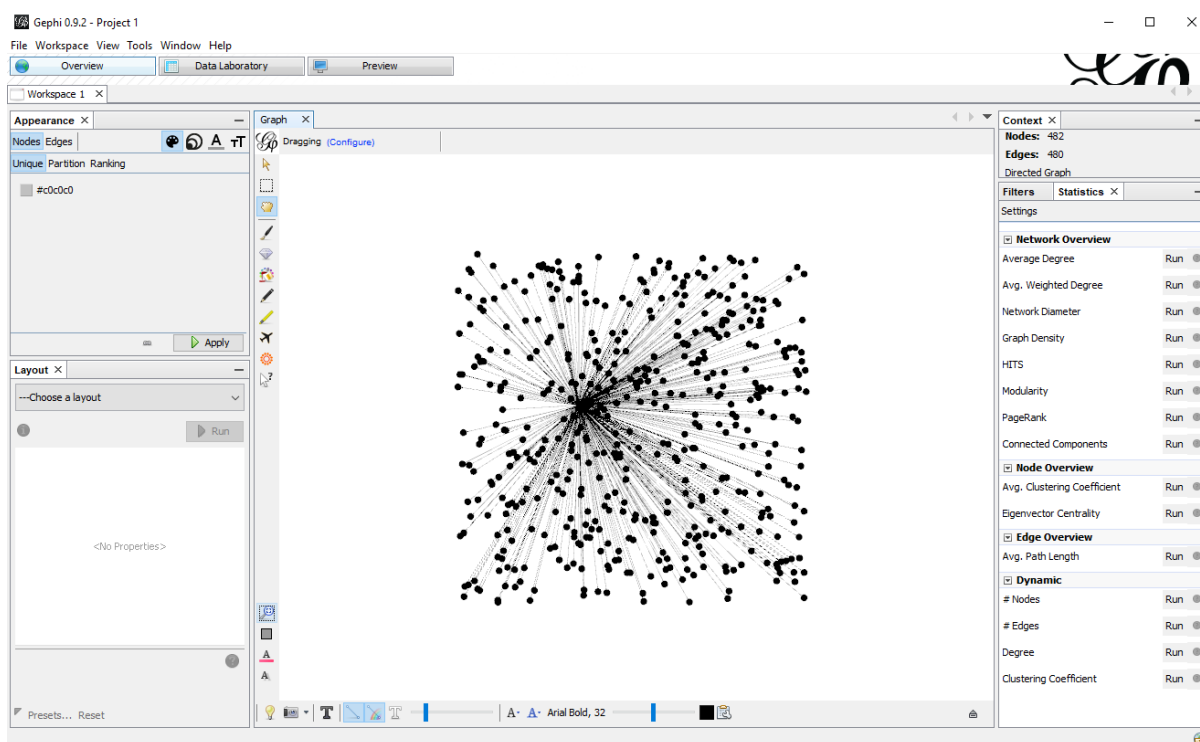 Gephi 0.9.2 - Project 1
File Workspace View Tools Window Help
Overview Data Laboratory Preview
Workspace 1
Appearance
Nodes Edges A TT
Unique Partition Ranking
#c0c0c0
Apply
Layout
---Choose a layout
Run
<No Properties>
Presets... Reset
Graph
Dragging (Configure)
A
A
T T A- A- Arial Bold, 32
Context
Nodes: 482
Edges: 480
Directed Graph
Filters Statistics
Settings
Network Overview
Average Degree Run
Avg. Weighted Degree Run
Network Diameter Run
Graph Density Run
HITS Run
Modularity Run
PageRank Run
Connected Components Run
Node Overview
Avg. Clustering Coefficient Run
Eigenvector Centrality Run
Edge Overview
Avg. Path Length Run
Dynamic
# Nodes Run
# Edges Run
Degree Run
Clustering Coefficient Run